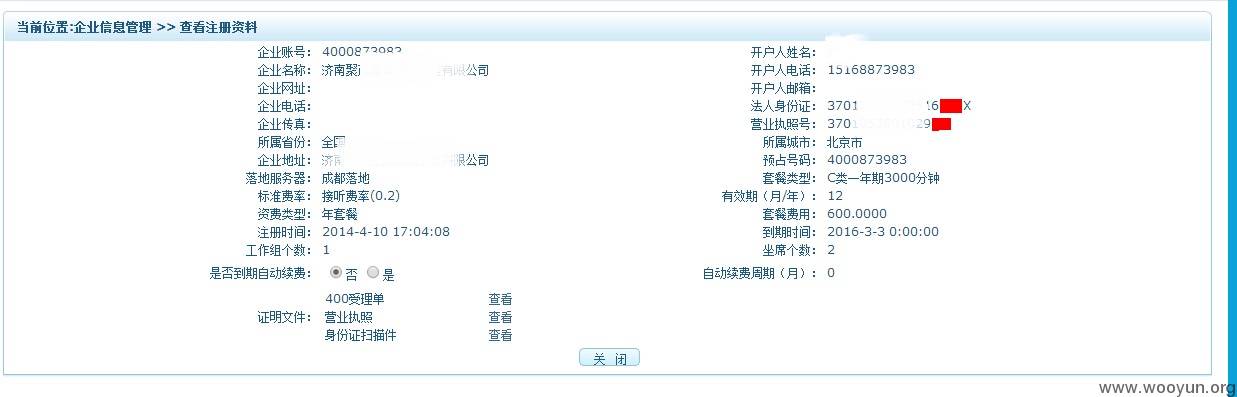 当前位置:企业信息管理 >> 查看注册资料
企业账号： 4000873983 开户人姓名：
企业名称： 济南聚 有限公司 开户人电话： 15168873983
企业网址： 开户人邮箱：
企业电话： 法人身份证： 3701 16 X
企业传真： 营业执照号： 370
所属省份： 全国 所属城市： 北京市
企业地址： 济南 有限公司 预占号码： 4000873983
落地服务器： 成都落地 套餐类型： C类一年期3000分钟
标准费率： 接听费率(0.2) 有效期（月/年）： 12
资费类型： 年套餐 套餐费用： 600.0000
注册时间： 2014-4-10 17:04:08 到期时间： 2016-3-3 0:00:00
工作组个数： 1 坐席个数： 2
是否到期自动续费： 否 是 自动续费周期（月）： 0
400受理单 查看
证明文件： 营业执照 查看
身份证扫描件 查看
关 闭
www.wooyun.org